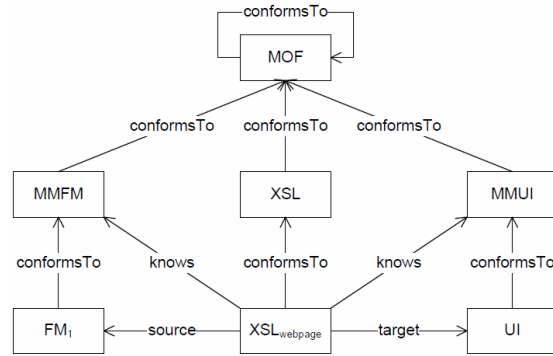 conformsTo
MOF
conformsTo conformsTo conformsTo
MMFM XSL MMUI
conformsTo knows conformsTo knows conformsTo
FM₁ source XSLwebpage target UI